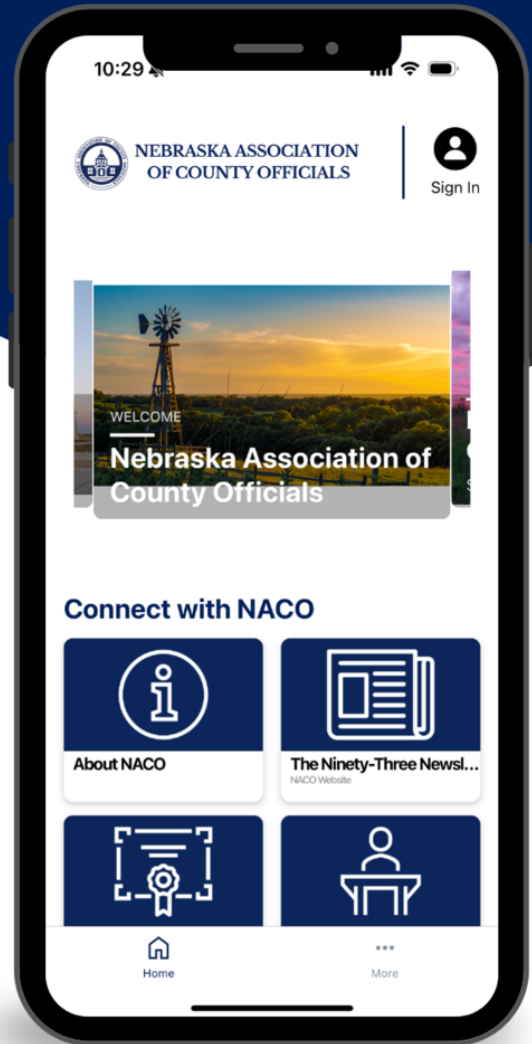 10:29
NEBRASKA ASSOCIATION
OF COUNTY OFFICIALS
Sign In
WELCOME
Nebraska Association of
County Officials
Connect with NACO
About NACO
The Ninety-Three Newsl...
NACO Website
Home
More